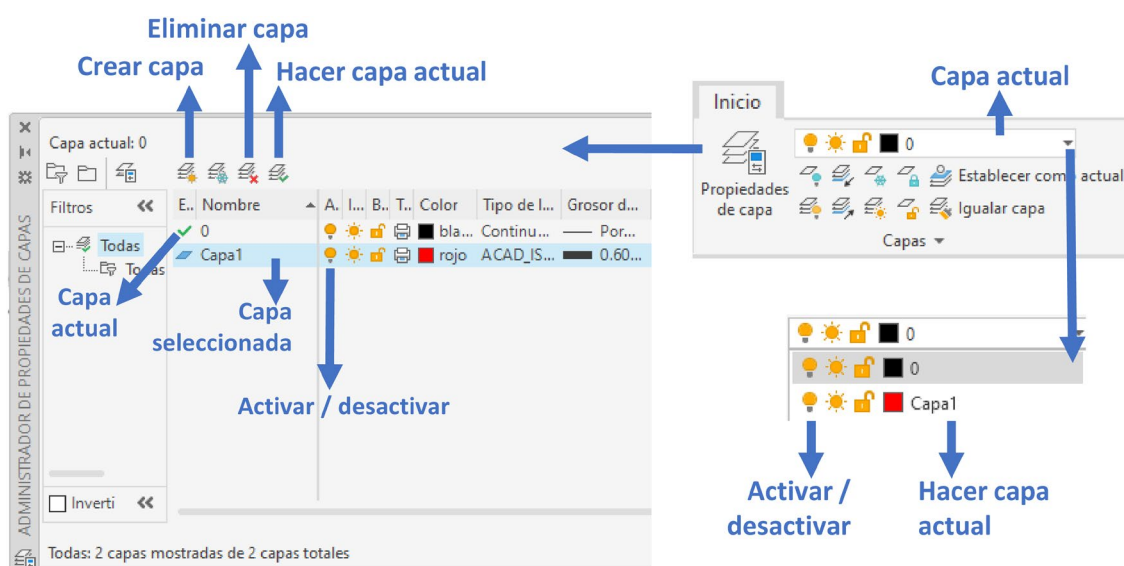 Eliminar capa
Crear capa
Hacer capa actual
Capa actual: 0
Filtros
E.. Nombre A. I... B.. T.. Color Tipo de l... Grosor d...
0 bla... Continu... Por...
Capa1 rojo ACAD_IS... 0.60...
Todas
Todas
Capa
actual
Capa
seleccionada
Activar / desactivar
Inverti
Todas: 2 capas mostradas de 2 capas totales
ADMINISTRADOR DE PROPIEDADES DE CAPAS
Capa actual
Inicio
0
Propiedades
de capa
Establecer como actual
Igualar capa
Capas
0
0
Capa1
Activar /
desactivar
Hacer capa
actual